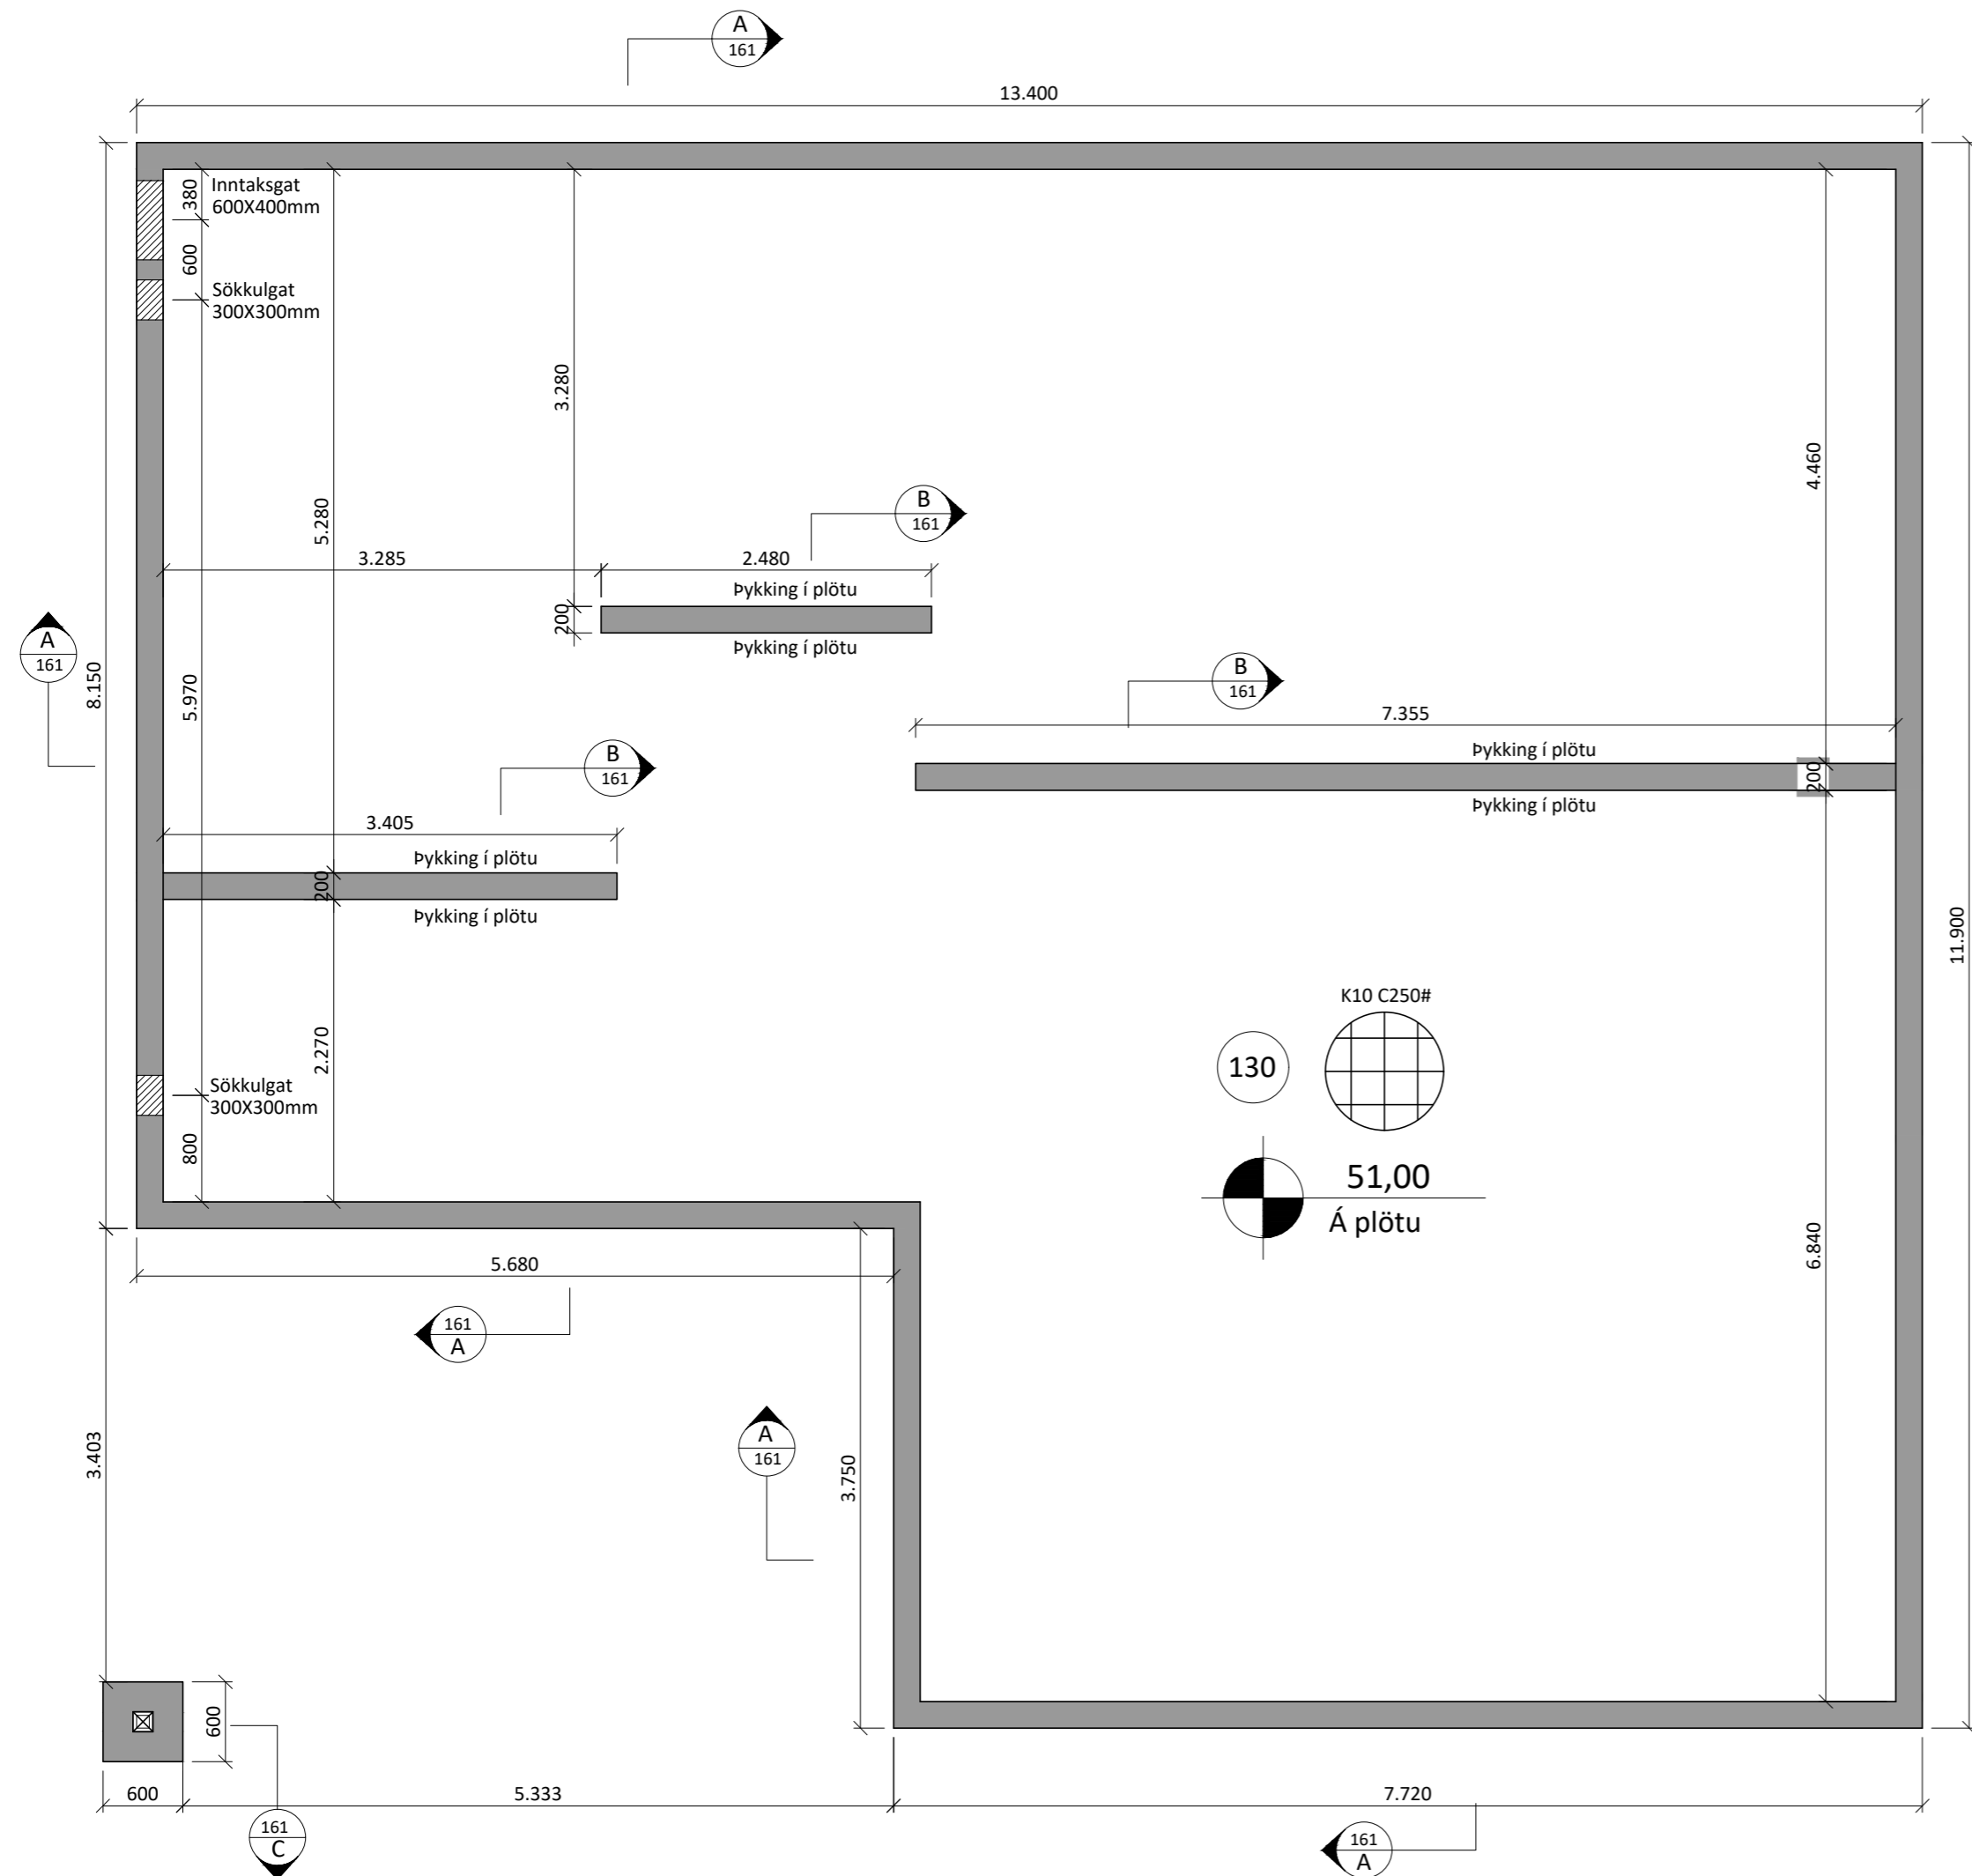 A
161
13.400
380
Inntaksgat
600X400mm
600
Sökkulgat
300X300mm
3.280
4.460
5.280
B
161
3.285
2.480
Þykking í plötu
200
Þykking í plötu
A
161
8.150
5.970
B
161
7.355
Þykking í plötu
200
Þykking í plötu
B
161
3.405
Þykking í plötu
200
Þykking í plötu
11.900
K10 C250#
130
2.270
Sökkulgat
300X300mm
800
51,00
Á plötu
6.840
5.680
161
A
3.403
A
161
3.750
600
600
5.333
7.720
161
C
161
A